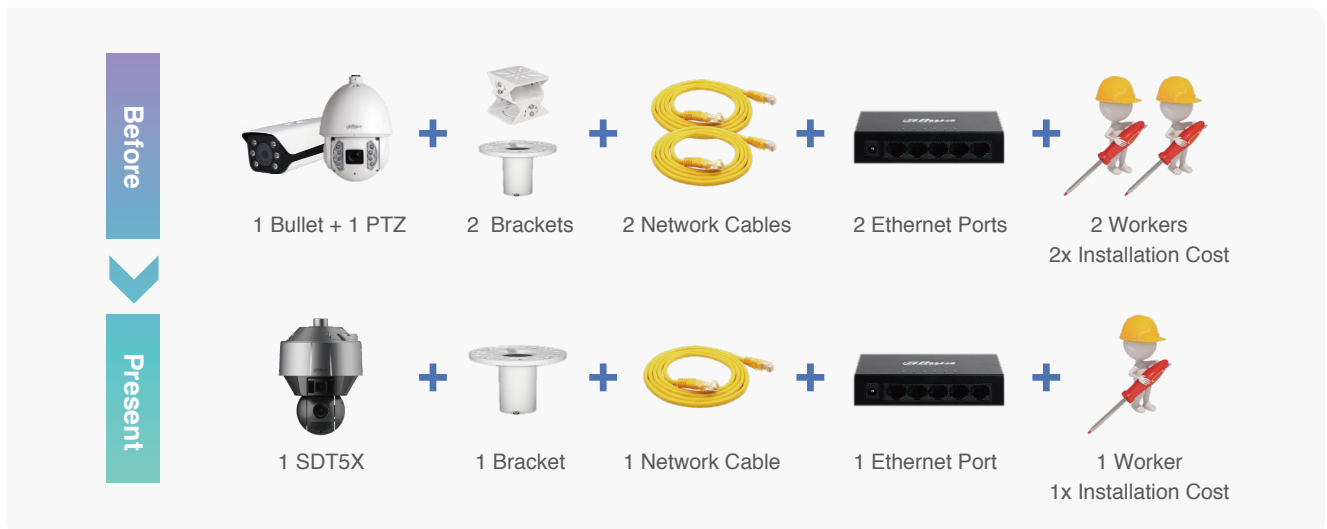 Before
1 Bullet + 1 PTZ
2 Brackets
2 Network Cables
2 Ethernet Ports
2 Workers
2x Installation Cost
Present
1 SDT5X
1 Bracket
1 Network Cable
1 Ethernet Port
1 Worker
1x Installation Cost